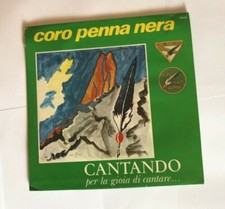 coro penna nera
CANTANDO
per la gioia di cantare...